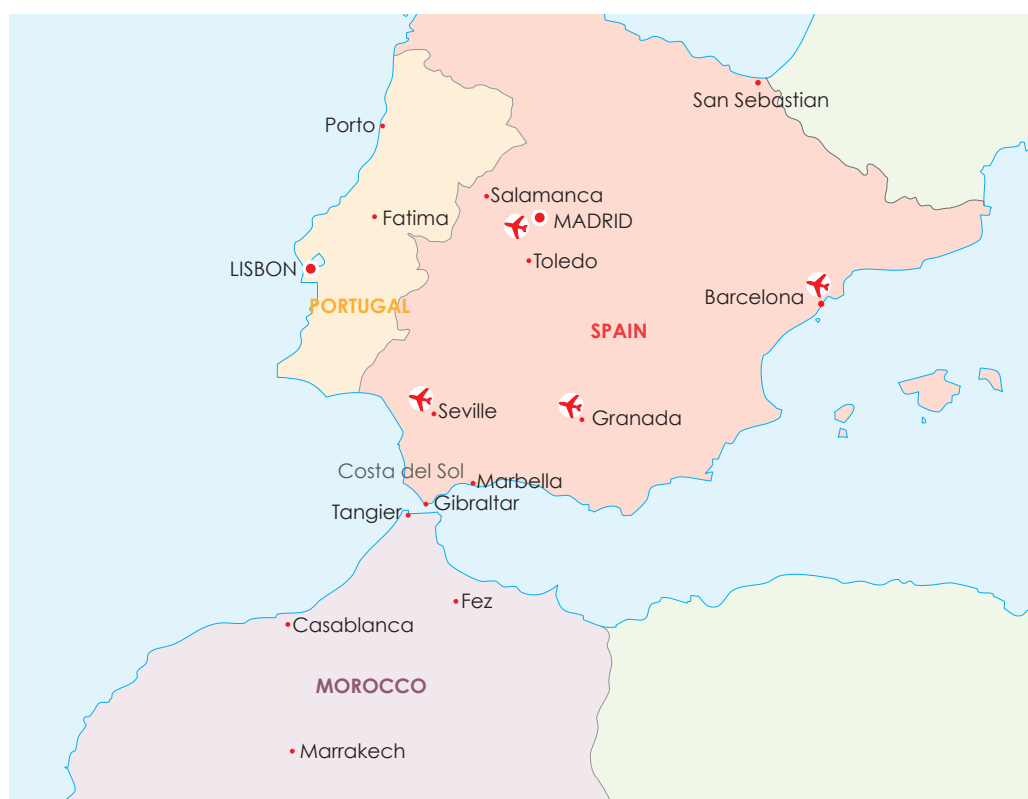 San Sebastian
Porto
Salamanca
Fatima
MADRID
Toledo
LISBON
Barcelona
PORTUGAL
SPAIN
Seville
Granada
Costa del Sol
Marbella
Gibraltar
Tangier
Fez
Casablanca
MOROCCO
Marrakech